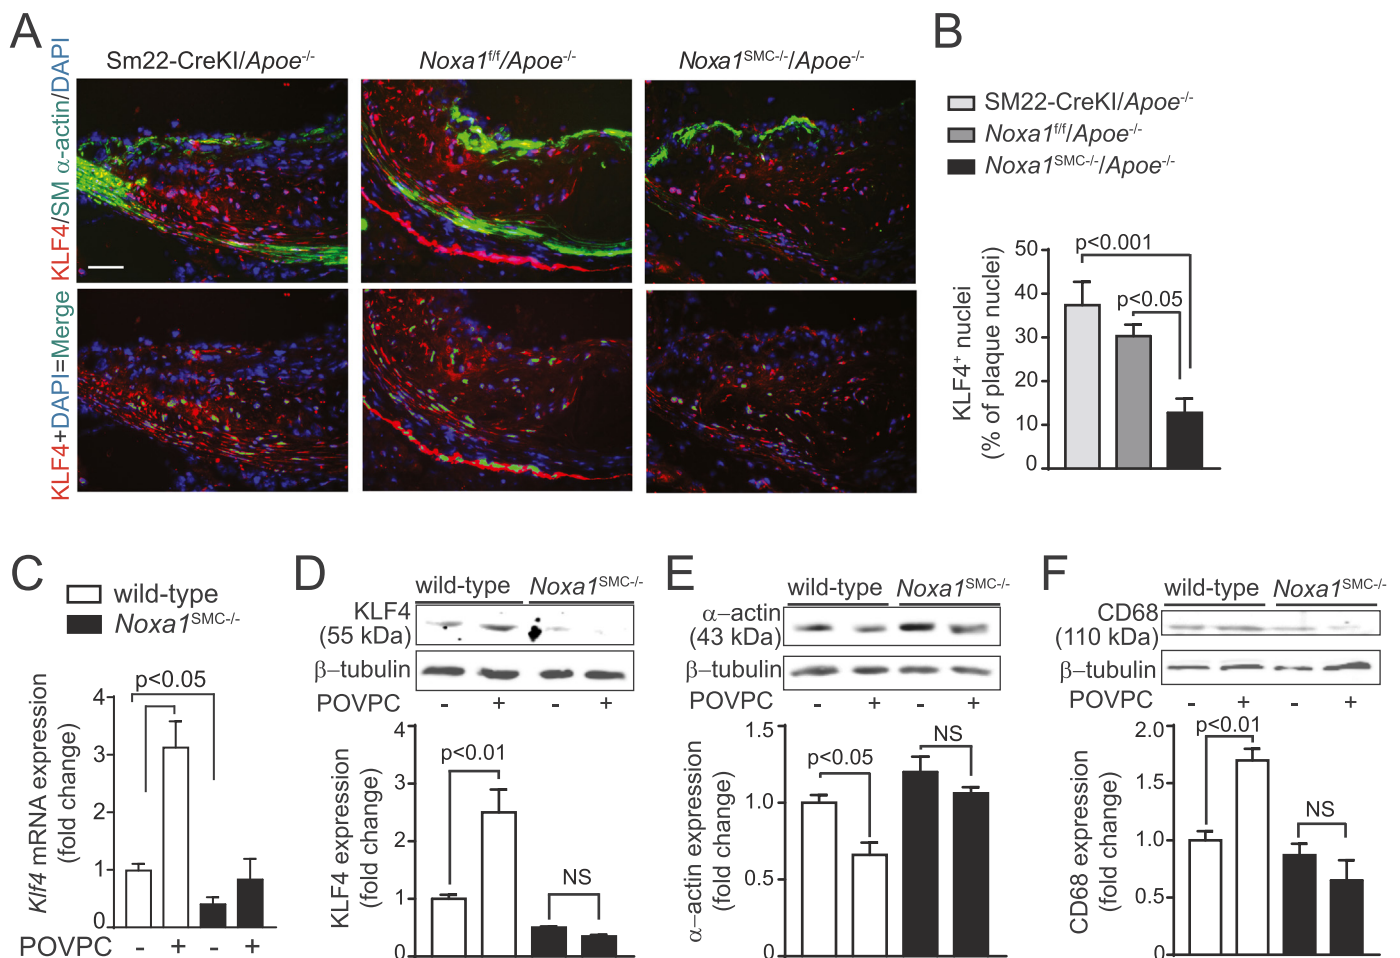 A
Sm22-CreKI/Apoe-/-
Noxa1f/f/Apoe-/-
Noxa1SMC-/-/Apoe-/-
KLF4/SM α-actin/DAPI
KLF4+DAPI=Merge
B
SM22-CreKI/Apoe-/-
Noxa1f/f/Apoe-/-
Noxa1SMC-/-/Apoe-/-
KLF4+ nuclei
(% of plaque nuclei)
50
40
30
20
10
0
p<0.001
p<0.05
C
wild-type
Noxa1SMC-/-
Klf4 mRNA expression
(fold change)
4
3
2
1
0
p<0.05
POVPC - + - +
D
wild-type Noxa1SMC-/-
KLF4
(55 kDa)
β–tubulin
POVPC - + - +
KLF4 expression
(fold change)
4
3
2
1
0
p<0.01
NS
E
wild-type Noxa1SMC-/-
α–actin
(43 kDa)
β–tubulin
POVPC - + - +
α–actin expression
(fold change)
1.5
1.0
0.5
0
p<0.05
NS
F
wild-type Noxa1SMC-/-
CD68
(110 kDa)
β–tubulin
POVPC - + - +
CD68 expression
(fold change)
2.0
1.5
1.0
0.5
0
p<0.01
NS